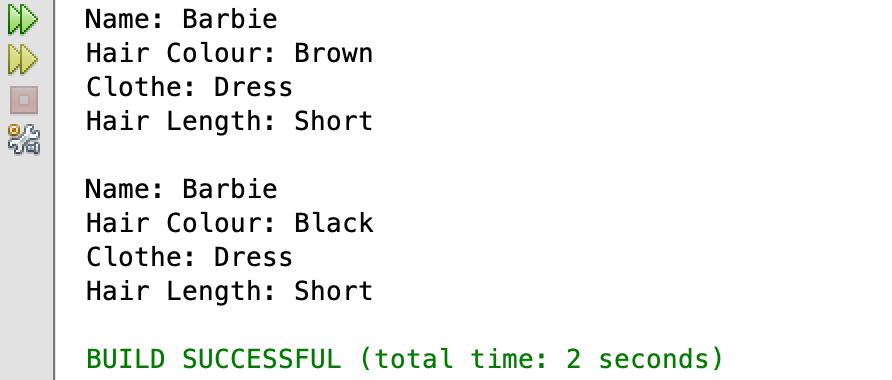 Name: Barbie
Hair Colour: Brown
Clothe: Dress
Hair Length: Short
Name: Barbie
Hair Colour: Black
Clothe: Dress
Hair Length: Short
BUILD SUCCESSFUL (total time: 2 seconds)